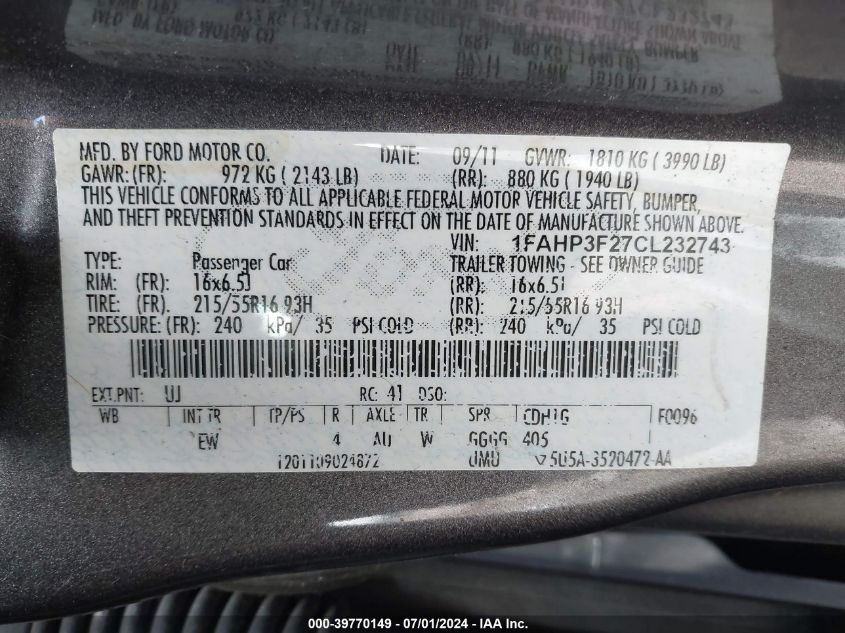 MFD. BY FORD MOTOR CO. DATE: 09/11 GVWR: 1810 KG ( 3990 LB)
GAWR: (FR): 972 KG ( 2143 LB) (RR): 880 KG ( 1940 LB)
THIS VEHICLE CONFORMS TO ALL APPLICABLE FEDERAL MOTOR VEHICLE SAFETY, BUMPER,
AND THEFT PREVENTION STANDARDS IN EFFECT ON THE DATE OF MANUFACTURE SHOWN ABOVE.
VIN: 1FAHP3F27CL232743
TYPE: Passenger Car TRAILER TOWING - SEE OWNER GUIDE
RIM: (FR): 16x6.5J (RR): 16x6.5J
TIRE: (FR): 215/55R16 93H (RR): 215/55R16 93H
PRESSURE: (FR): 240 kPa/ 35 PSI COLD (RR): 240 kPa/ 35 PSI COLD
EXT.PNT: UJ RC: 41 DSO:
WB INT TR TP/PS R AXLE TR SPR CDH1G F0096
EW 4 AU W GGGG 405
1201109024872 UMU 5U5A-3520472-AA
000-39770149 - 07/01/2024 - IAA Inc.